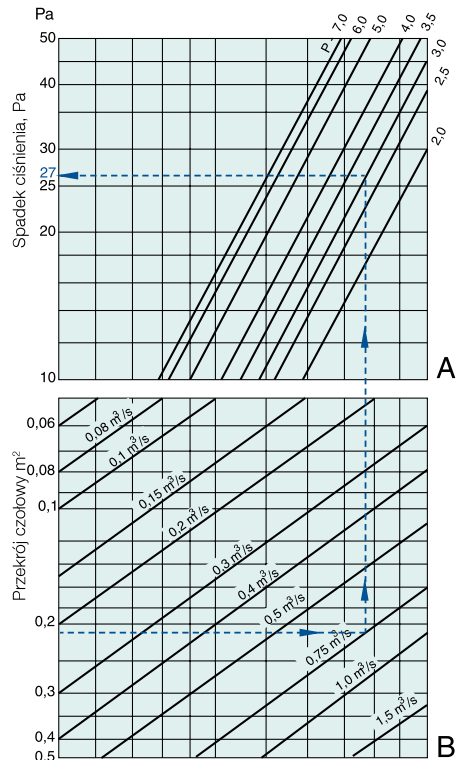 Pa
50
40
30
27
25
20
10
Spadek ciśnienia, Pa
P
7,0
6,0
5,0
4,0
3,5
3,0
2,5
2,0
A
0,06
0,08
0,1
0,2
0,3
0,4
0,5
Przekrój czołowy m²
0,08 m³/s
0,1 m³/s
0,15 m³/s
0,2 m³/s
0,3 m³/s
0,4 m³/s
0,5 m³/s
0,75 m³/s
1,0 m³/s
1,5 m³/s
B